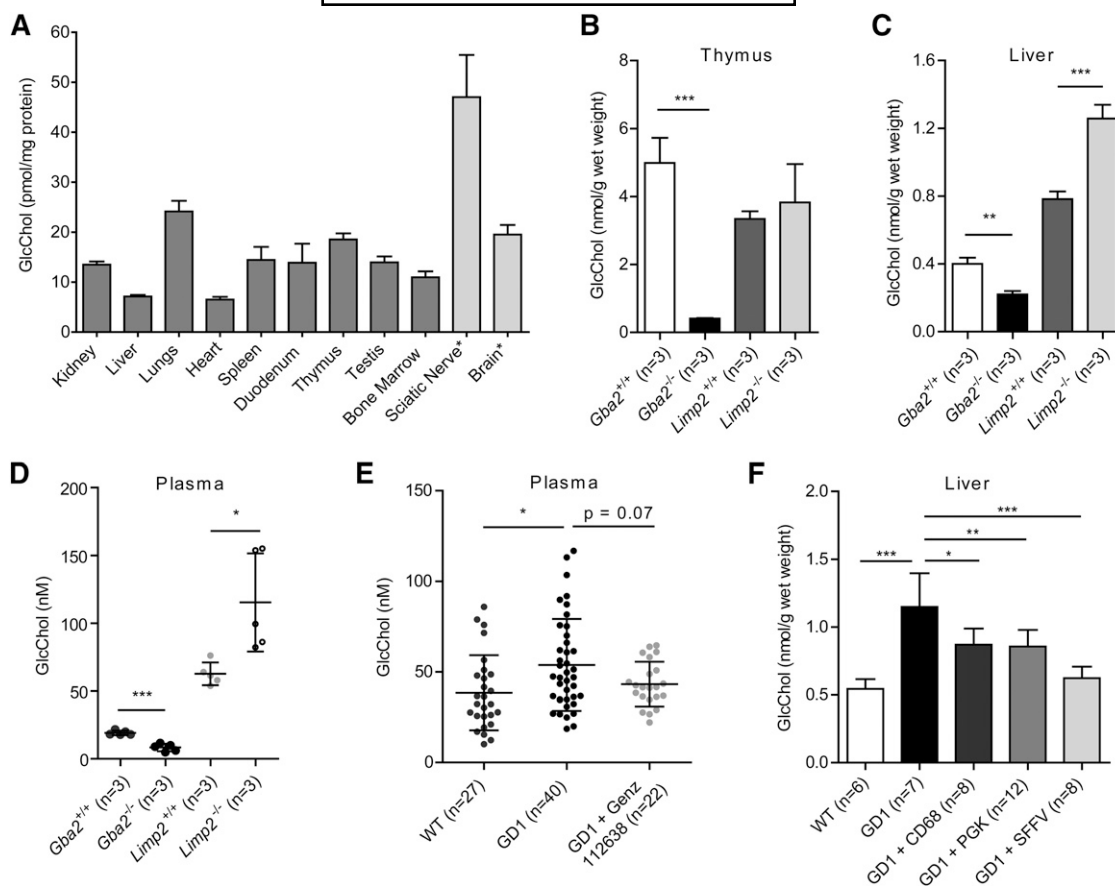 A
GlcChol (pmol/mg protein)
60
50
40
30
20
10
0
Kidney
Liver
Lungs
Heart
Spleen
Duodenum
Thymus
Testis
Bone Marrow
Sciatic Nerve*
Brain*
B
Thymus
GlcChol (nmol/g wet weight)
8
6
4
2
0
***
Gba2+/+ (n=3)
Gba2-/- (n=3)
Limp2+/+ (n=3)
Limp2-/- (n=3)
C
Liver
GlcChol (nmol/g wet weight)
1.6
1.2
0.8
0.4
0.0
**
***
Gba2+/+ (n=3)
Gba2-/- (n=3)
Limp2+/+ (n=3)
Limp2-/- (n=3)
D
Plasma
GlcChol (nM)
200
150
100
50
0
***
*
Gba2+/+ (n=3)
Gba2-/- (n=3)
Limp2+/+ (n=3)
Limp2-/- (n=3)
E
Plasma
GlcChol (nM)
150
100
50
0
*
p = 0.07
WT (n=27)
GD1 (n=40)
GD1 + Genz
112638 (n=22)
F
Liver
GlcChol (nmol/g wet weight)
2.0
1.5
1.0
0.5
0.0
***
**
***
*
WT (n=6)
GD1 (n=7)
GD1 + CD68 (n=8)
GD1 + PGK (n=12)
GD1 + SFFV (n=8)